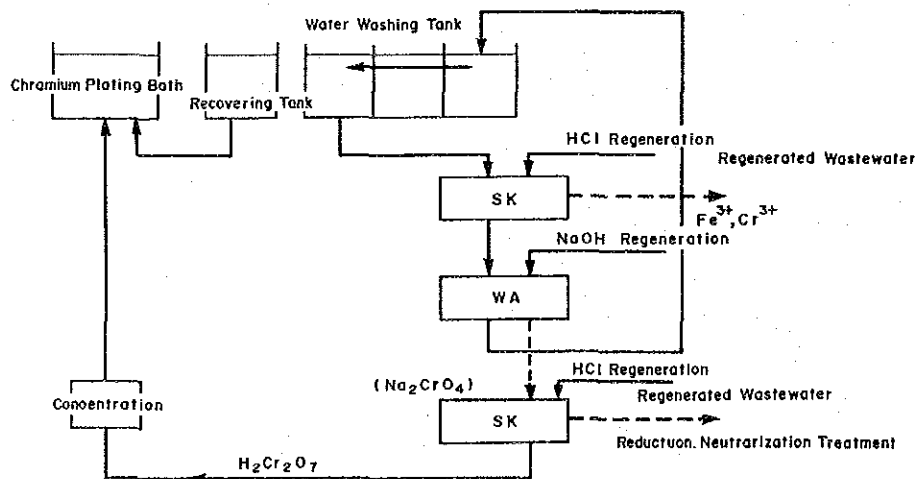 Water Washing Tank
Chramium Plating Bath
Recovering Tank
HCl Regeneration
Regenerated Wastewater
SK
Fe³⁺, Cr³⁺
NaOH Regeneration
WA
(Na₂CrO₄)
HCl Regeneration
Regenerated Wastewater
Concentration
SK
Reductuon. Neutrarization Treatment
H₂Cr₂O₇